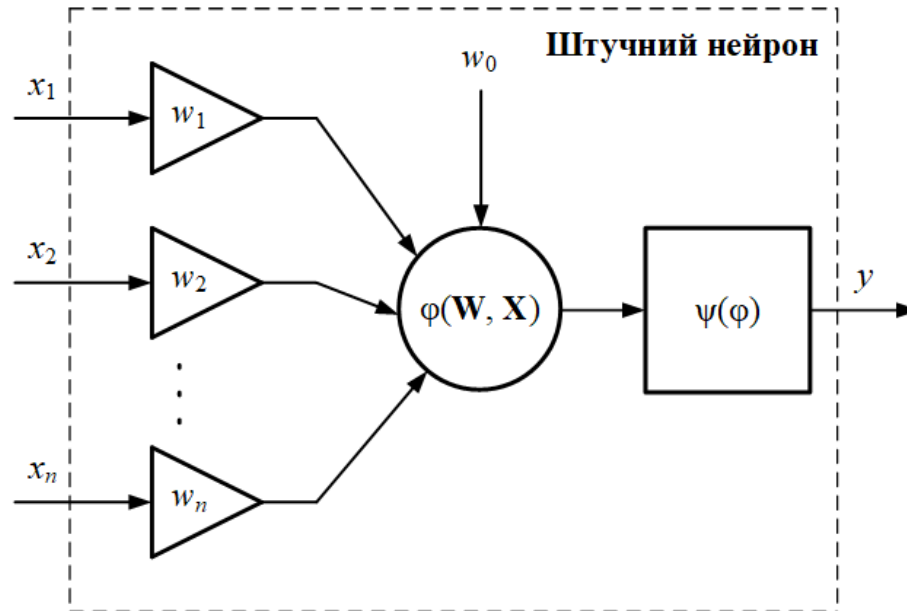 Штучний нейрон
w₀
x₁
w₁
x₂
w₂
φ(W, X)
ψ(φ)
y
. . .
xₙ
wₙ